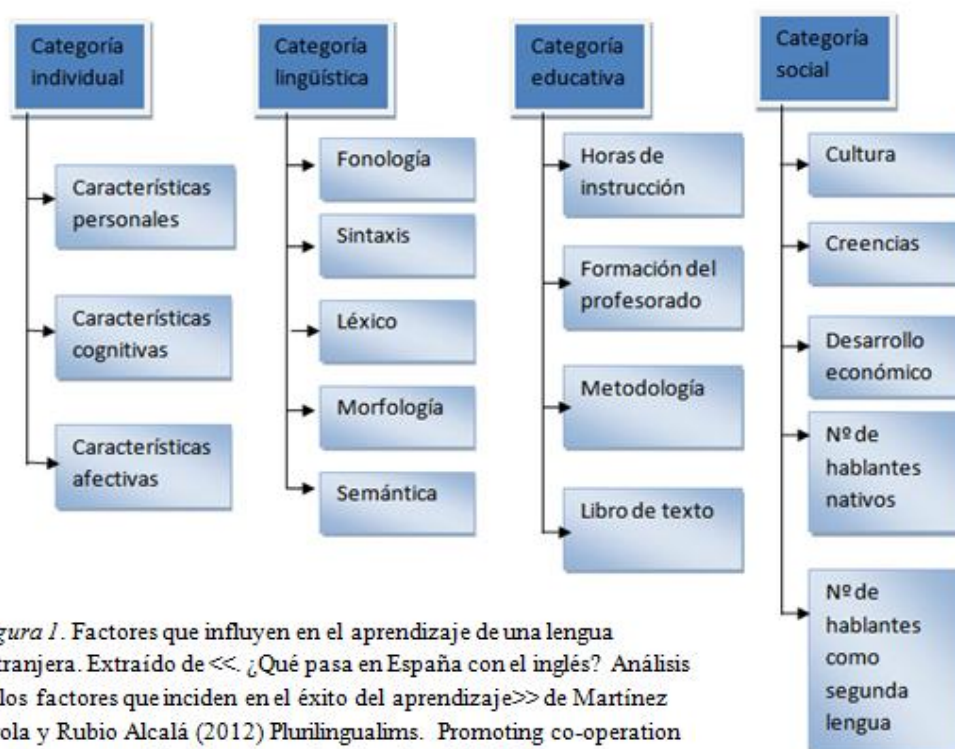 Categoría
individual
Características
personales
Características
cognitivas
Características
afectivas
Categoría
lingüística
Fonología
Sintaxis
Léxico
Morfología
Semántica
Categoría
educativa
Horas de
instrucción
Formación del
profesorado
Metodología
Libro de texto
Categoría
social
Cultura
Creencias
Desarrollo
económico
Nº de
hablantes
nativos
Nº de
hablantes
como
segunda
lengua
gura 1. Factores que influyen en el aprendizaje de una lengua
tranjera. Extraído de <<. ¿Qué pasa en España con el inglés? Análisis
los factores que inciden en el éxito del aprendizaje>> de Martínez
ola y Rubio Alcalá (2012) Plurilingualims. Promoting co-operation